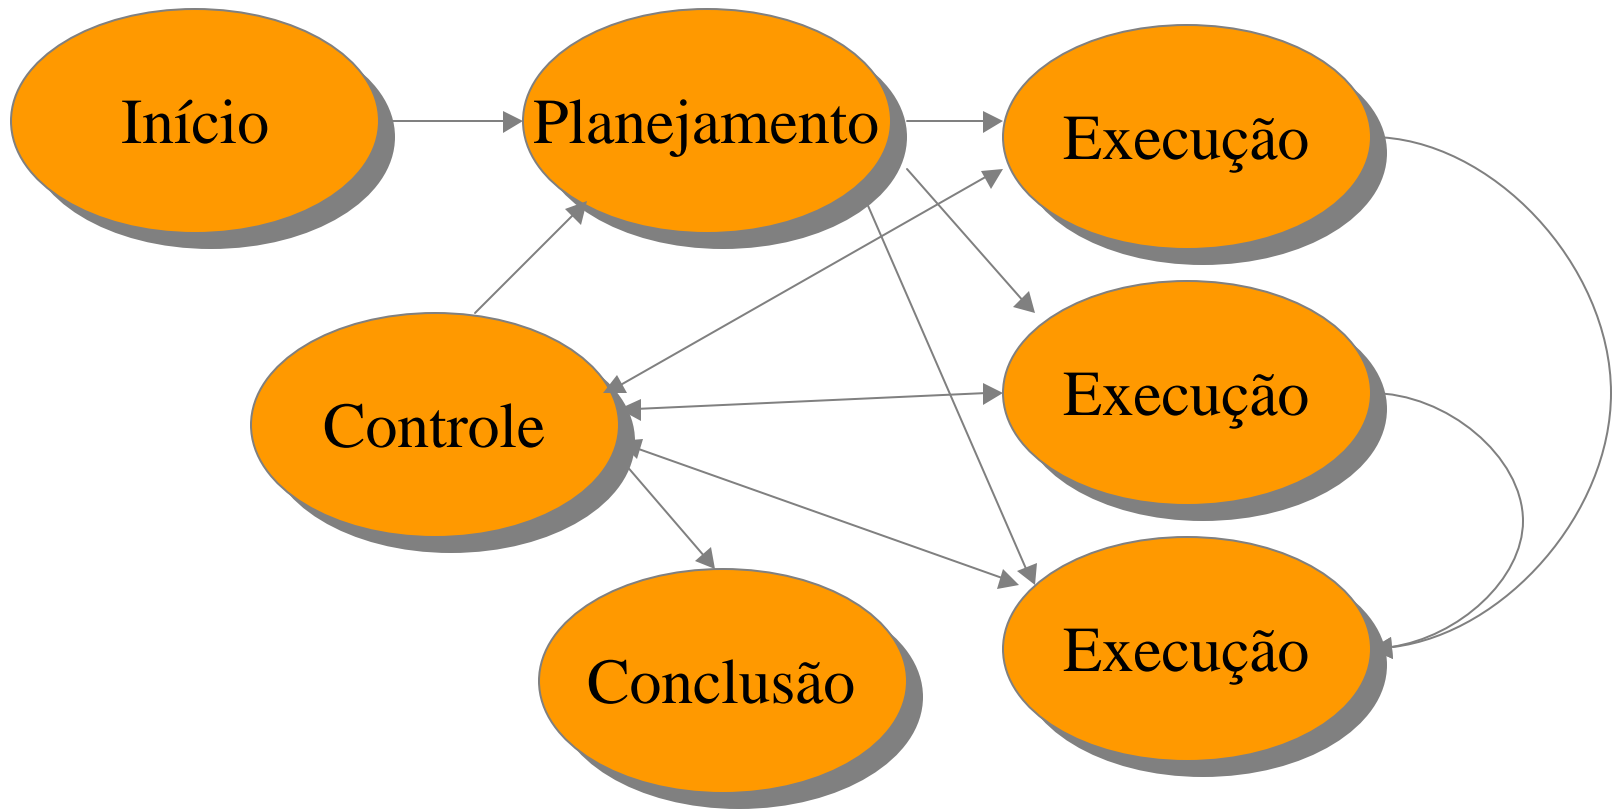 Início
Planejamento
Execução
Execução
Controle
Execução
Conclusão